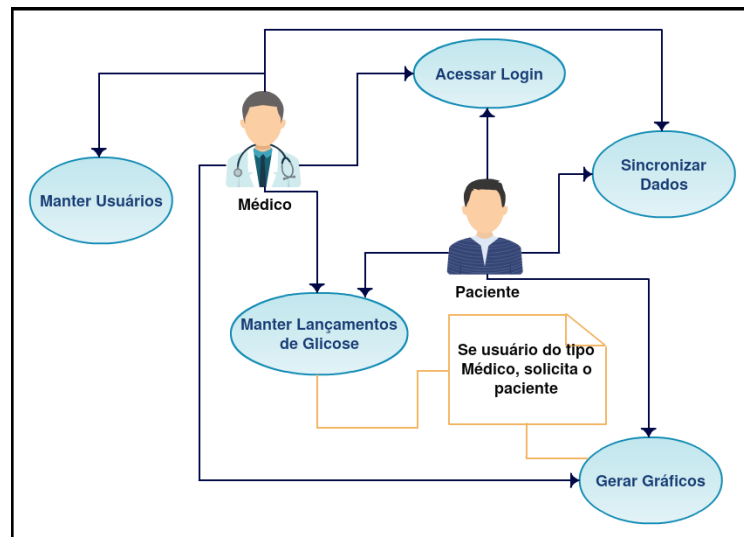 Acessar Login
Sincronizar
Dados
Manter Usuários
Médico
Paciente
Manter Lançamentos
de Glicose
Se usuário do tipo
Médico, solicita o
paciente
Gerar Gráficos